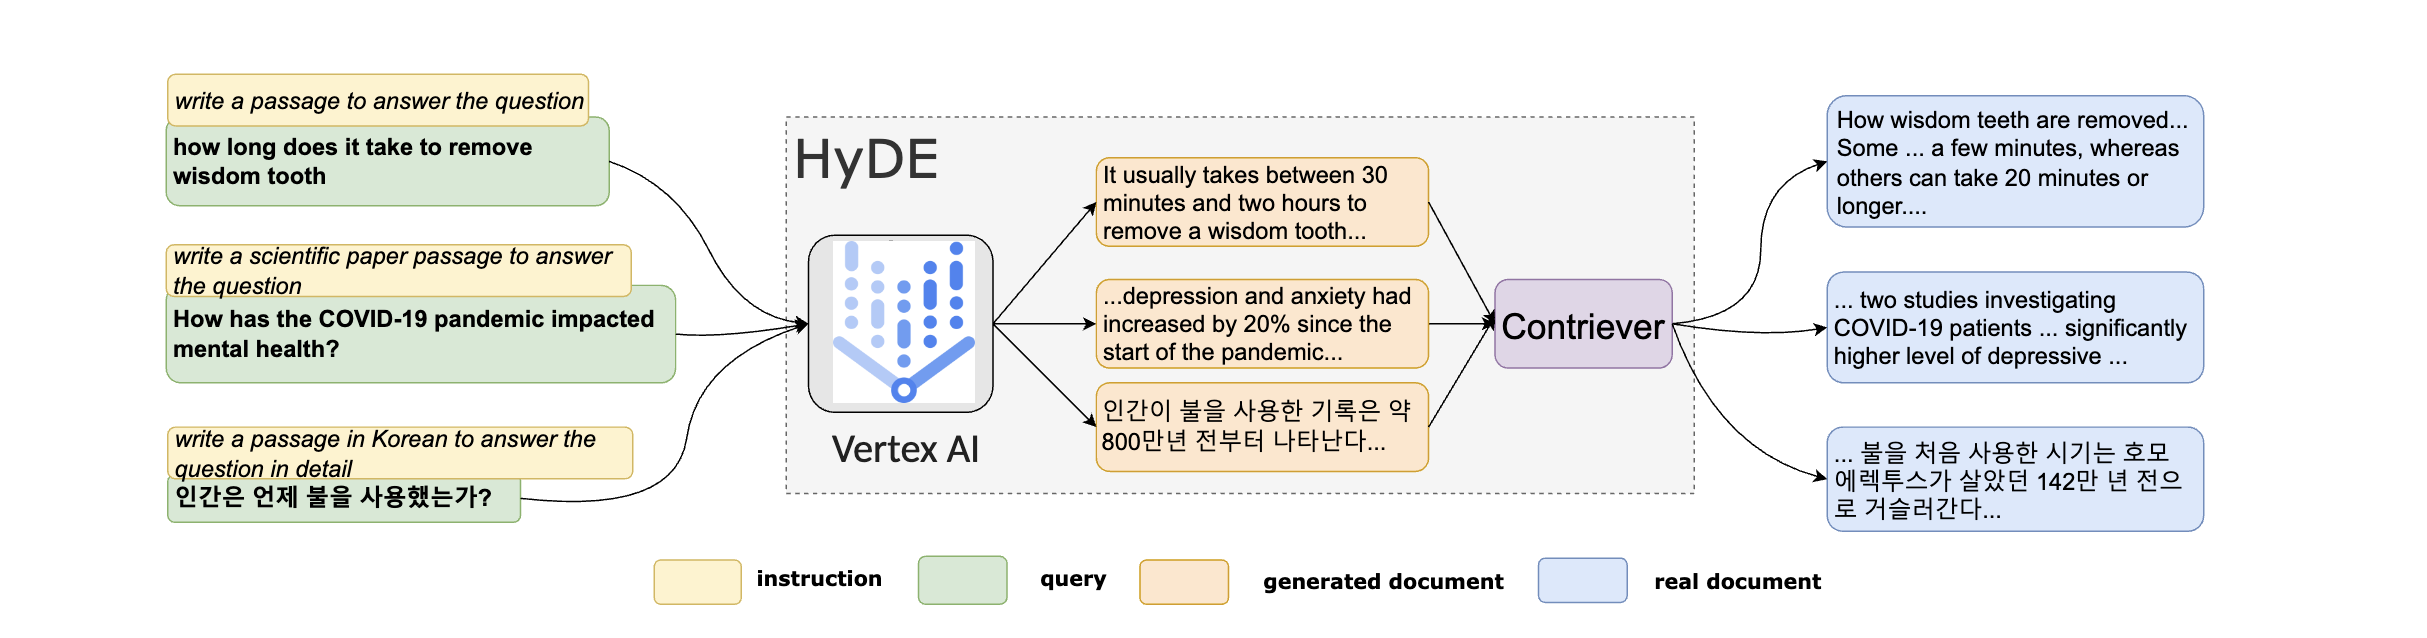 write a passage to answer the question
how long does it take to remove
wisdom tooth
write a scientific paper passage to answer
the question
How has the COVID-19 pandemic impacted
mental health?
write a passage in Korean to answer the
question in detail
인간은 언제 불을 사용했는가?
HyDE
Vertex AI
It usually takes between 30
minutes and two hours to
remove a wisdom tooth...
...depression and anxiety had
increased by 20% since the
start of the pandemic...
인간이 불을 사용한 기록은 약
800만년 전부터 나타난다...
Contriever
How wisdom teeth are removed...
Some ... a few minutes, whereas
others can take 20 minutes or
longer....
... two studies investigating
COVID-19 patients ... significantly
higher level of depressive ...
... 불을 처음 사용한 시기는 호모
에렉투스가 살았던 142만 년 전으
로 거슬러간다...
instruction
query
generated document
real document